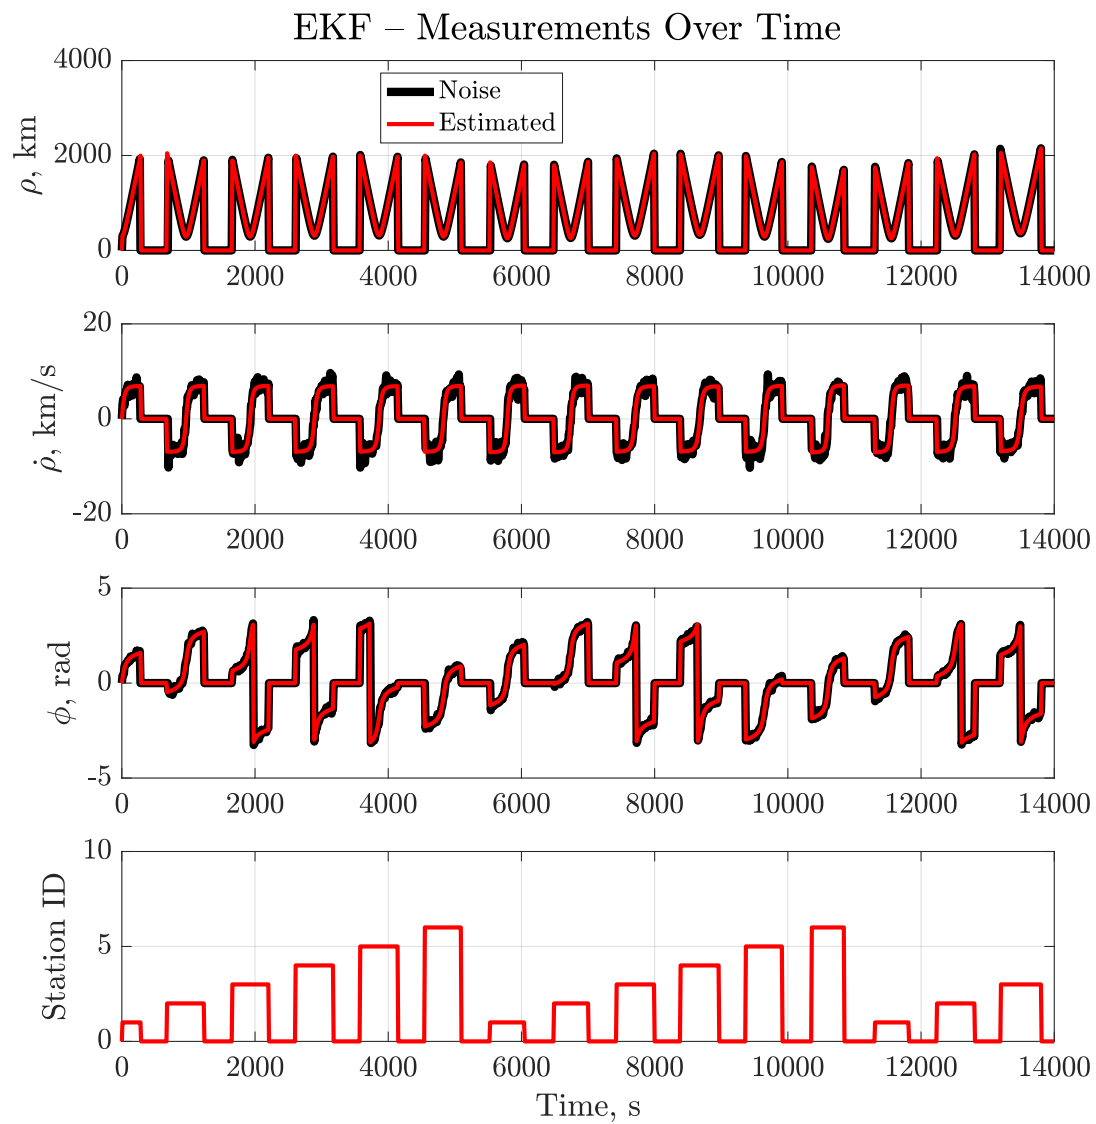 EKF – Measurements Over Time
4000
2000
0
ρ, km
Noise
Estimated
0 2000 4000 6000 8000 10000 12000 14000
20
0
-20
ρ̇, km/s
0 2000 4000 6000 8000 10000 12000 14000
5
0
-5
ϕ, rad
0 2000 4000 6000 8000 10000 12000 14000
10
5
0
Station ID
0 2000 4000 6000 8000 10000 12000 14000
Time, s